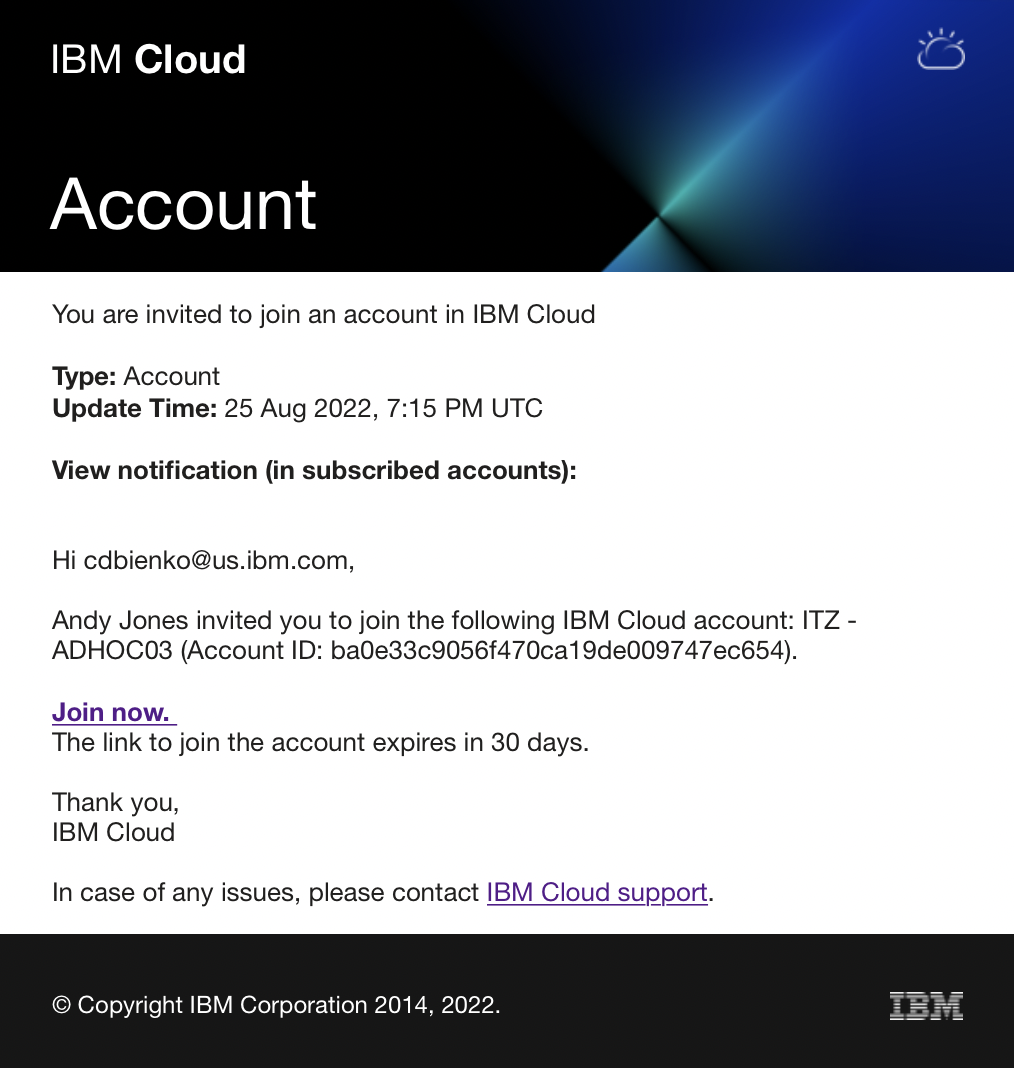 IBM Cloud
Account
You are invited to join an account in IBM Cloud
Type: Account
Update Time: 25 Aug 2022, 7:15 PM UTC
View notification (in subscribed accounts):
Hi cdbienko@us.ibm.com,
Andy Jones invited you to join the following IBM Cloud account: ITZ -
ADHOC03 (Account ID: ba0e33c9056f470ca19de009747ec654).
Join now.
The link to join the account expires in 30 days.
Thank you,
IBM Cloud
In case of any issues, please contact IBM Cloud support.
© Copyright IBM Corporation 2014, 2022.
IBM